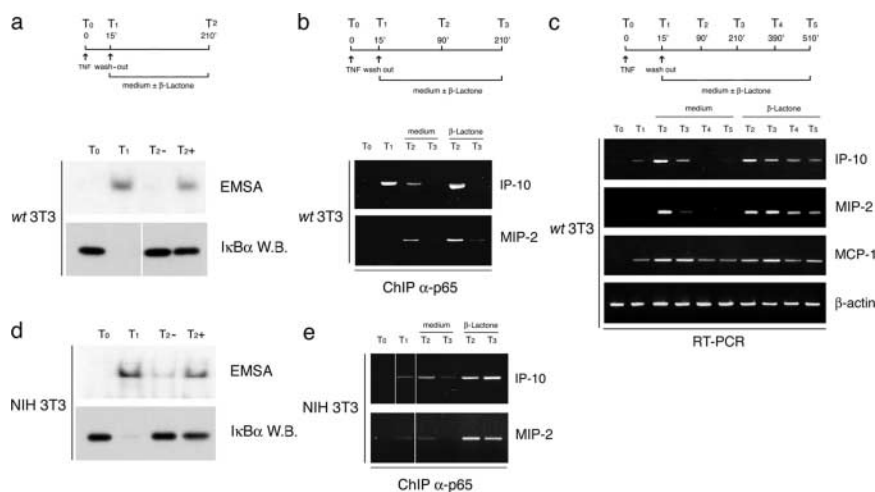 a
T0 T1 T2
0 15' 210'
TNF wash-out
medium ± β-Lactone
T0 T1 T2- T2+
EMSA
wt 3T3
IκBα W.B.
b
T0 T1 T2 T3
0 15' 90' 210'
TNF wash out
medium ± β-Lactone
medium β-Lactone
T0 T1 T2 T3 T2 T3
IP-10
wt 3T3
MIP-2
ChIP α-p65
c
T0 T1 T2 T3 T4 T5
0 15' 90' 210' 390' 510'
TNF wash out
medium ± β-Lactone
medium β-Lactone
T0 T1 T2 T3 T4 T5 T2 T3 T4 T5
IP-10
MIP-2
wt 3T3
MCP-1
β-actin
RT-PCR
d
T0 T1 T2- T2+
EMSA
NIH 3T3
IκBα W.B.
e
medium β-Lactone
T0 T1 T2 T3 T2 T3
IP-10
NIH 3T3
MIP-2
ChIP α-p65